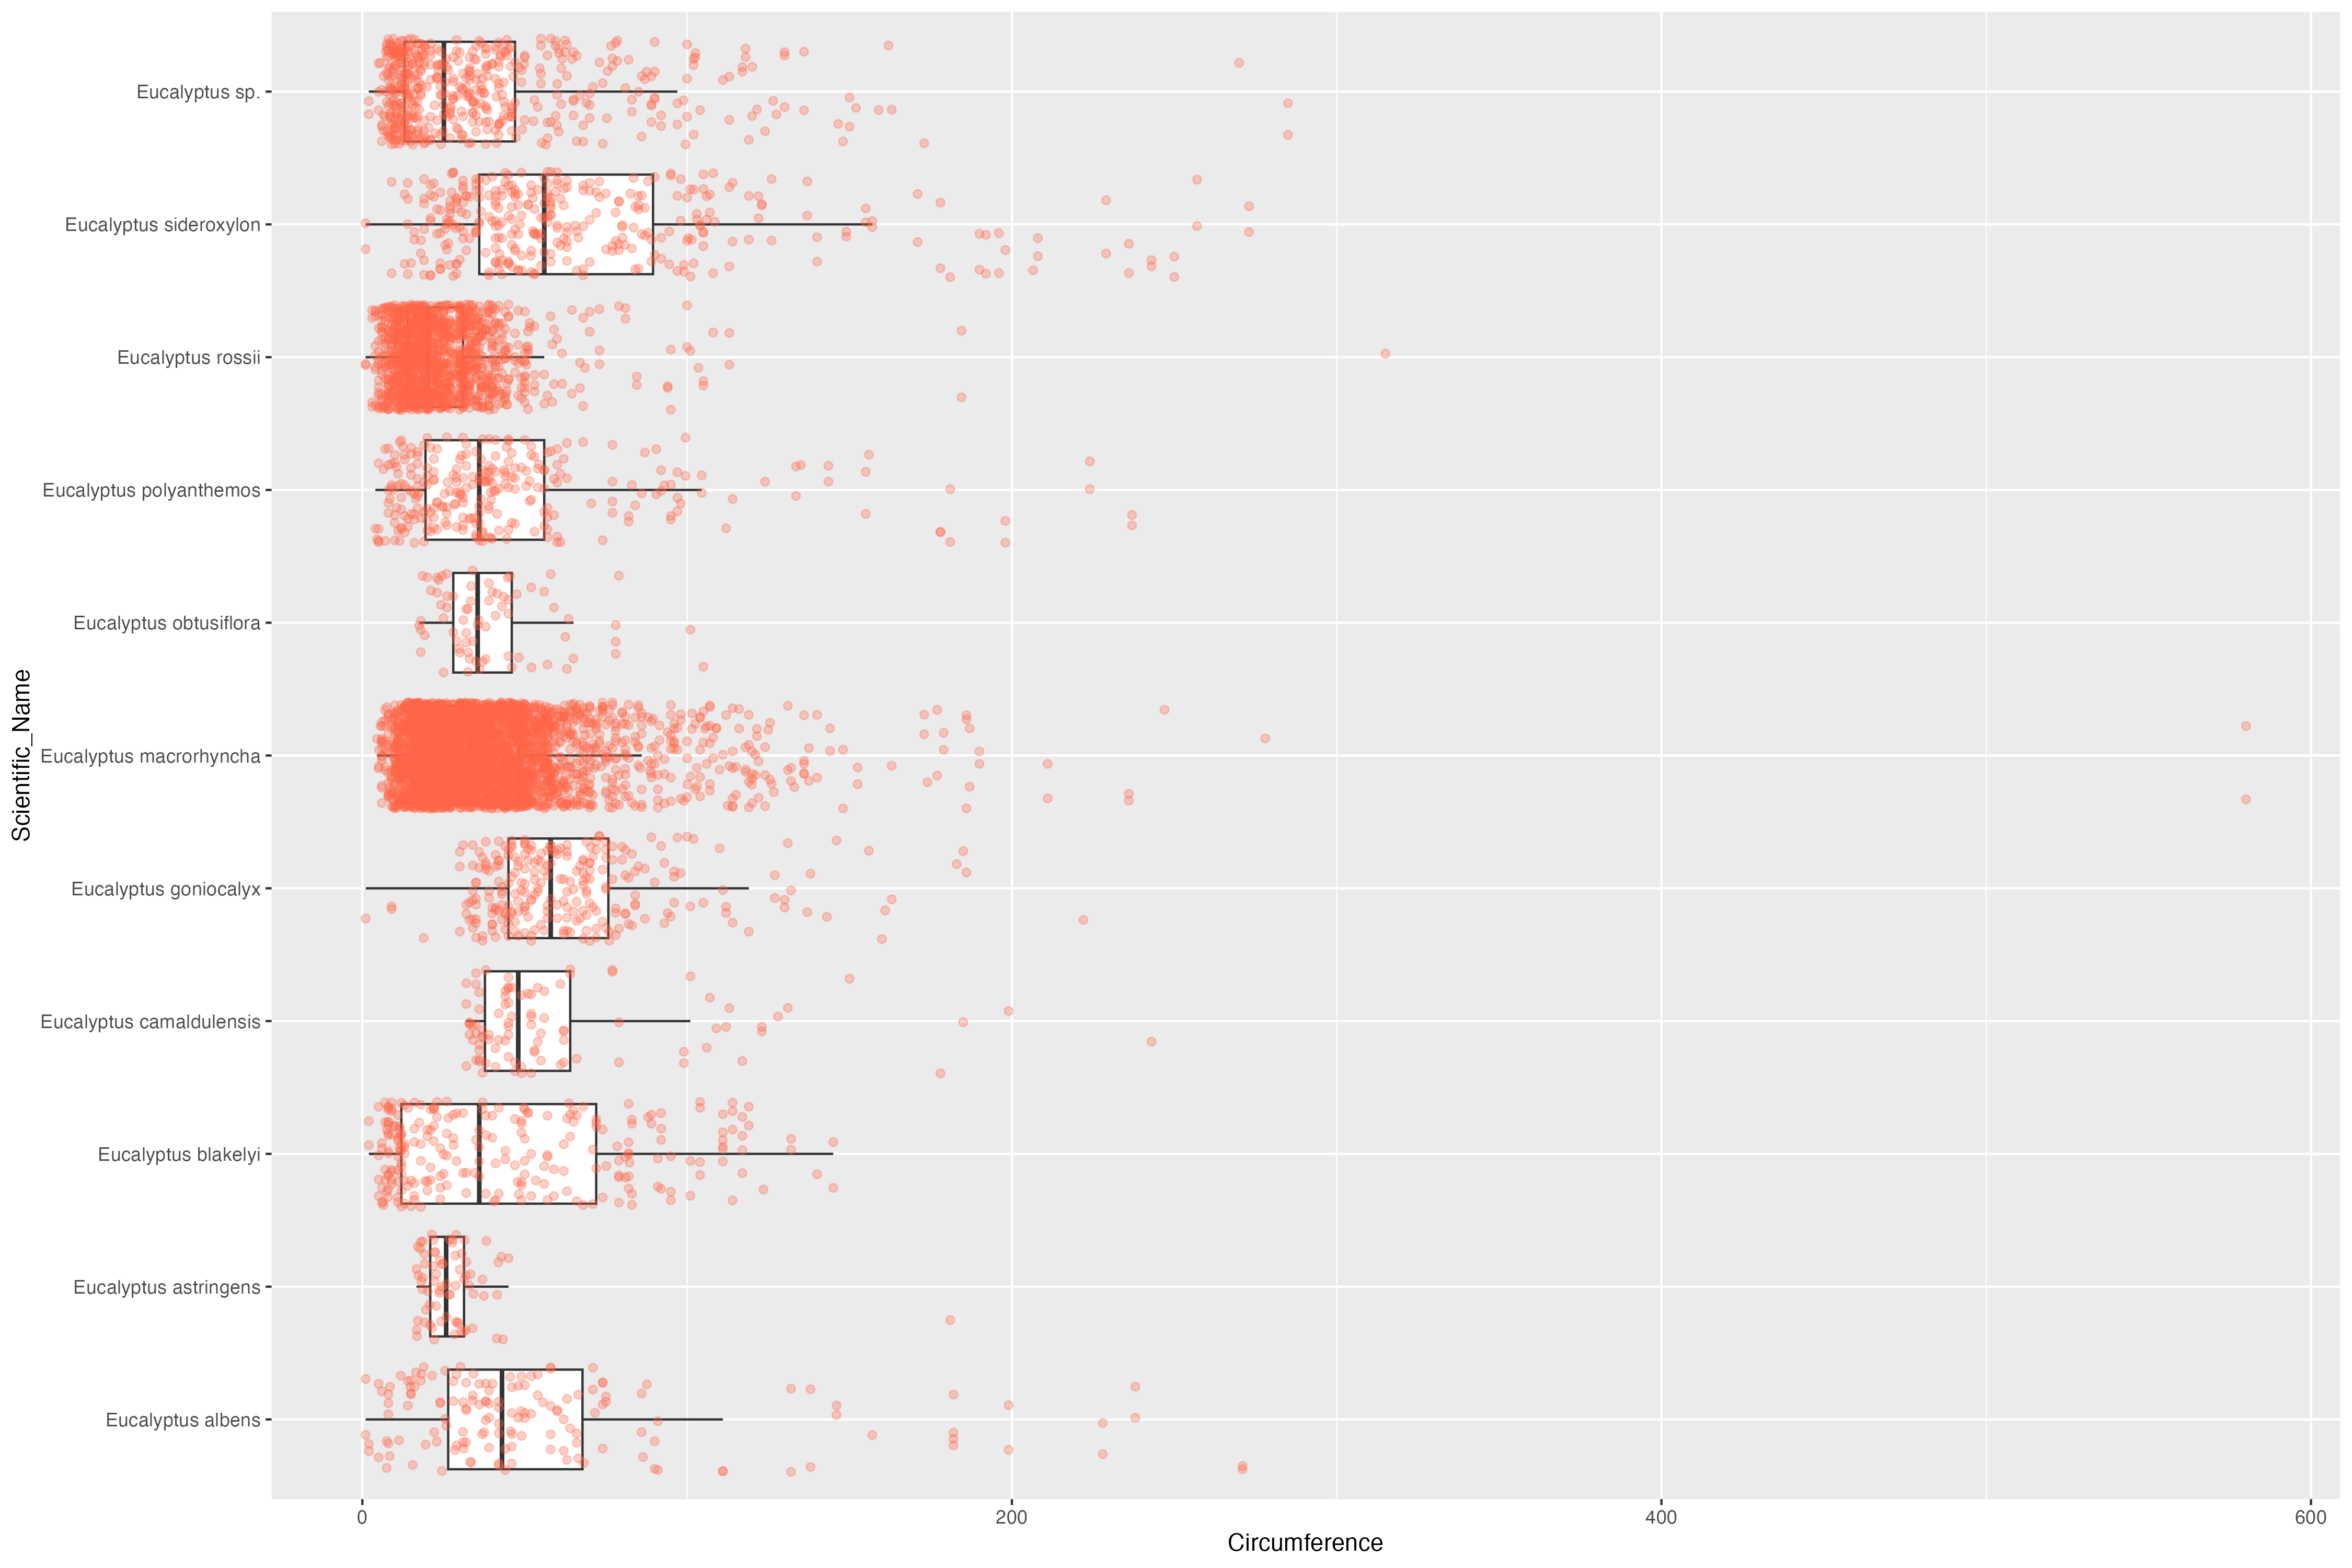 Scientific_Name
Eucalyptus sp.
Eucalyptus sideroxylon
Eucalyptus rossii
Eucalyptus polyanthemos
Eucalyptus obtusiflora
Eucalyptus macrorhyncha
Eucalyptus goniocalyx
Eucalyptus camaldulensis
Eucalyptus blakelyi
Eucalyptus astringens
Eucalyptus albens
0 200 400 600
Circumference